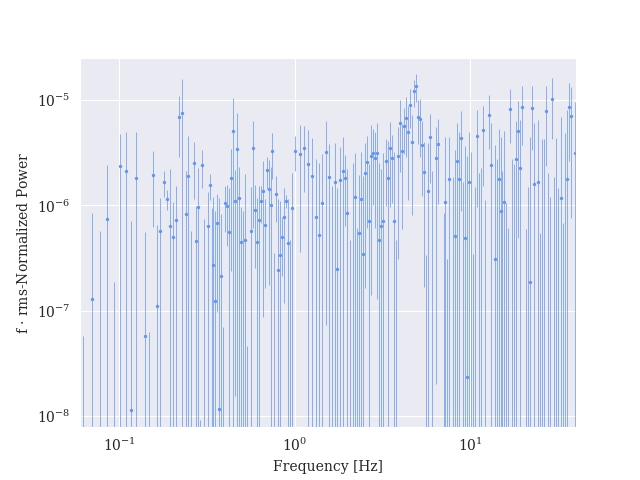 f · rms-Normalized Power
10⁻⁵
10⁻⁶
10⁻⁷
10⁻⁸
10⁻¹ 10⁰ 10¹
Frequency [Hz]